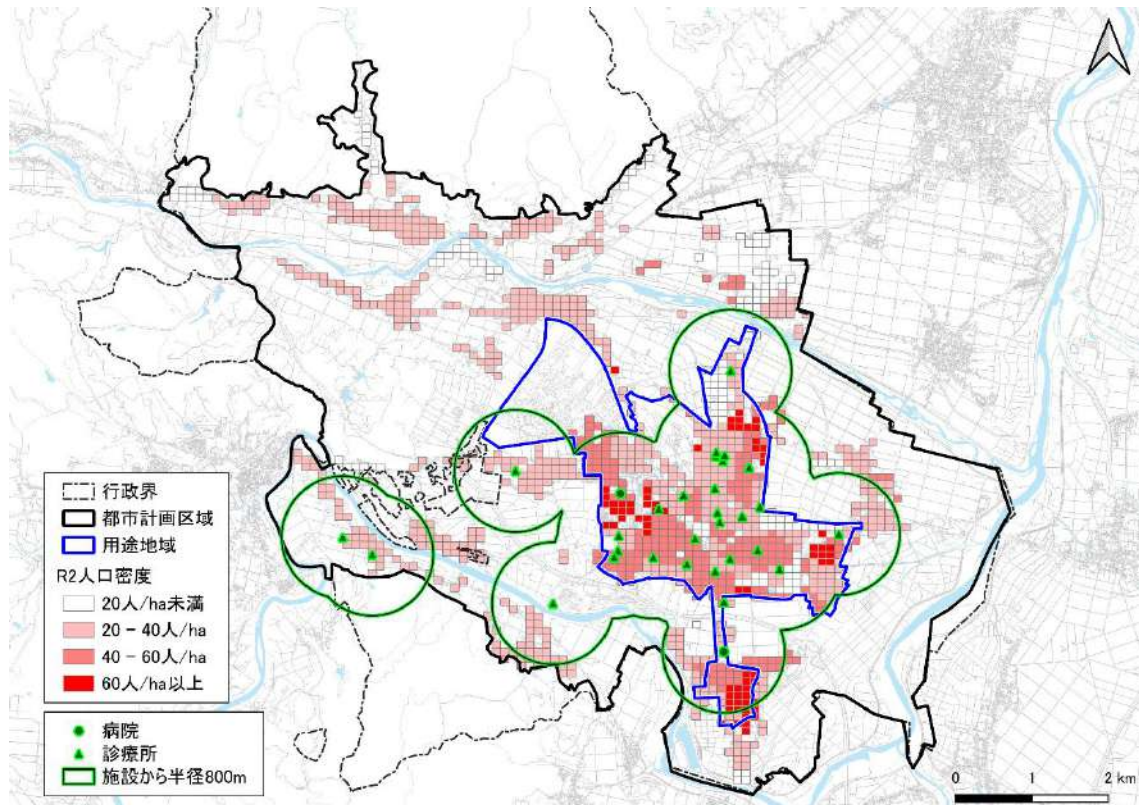 行政界
都市計画区域
用途地域
R2人口密度
20人/ha未満
20 - 40人/ha
40 - 60人/ha
60人/ha以上
病院
診療所
施設から半径800m
0 1 2 km